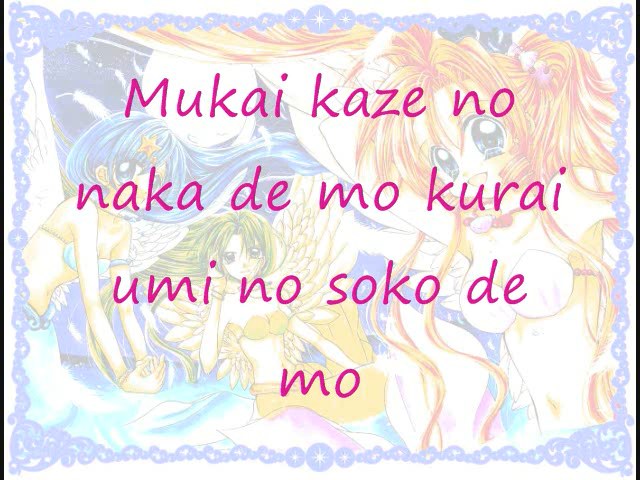 Mukai kaze no
naka de mo kurai
umi no soko de
mo